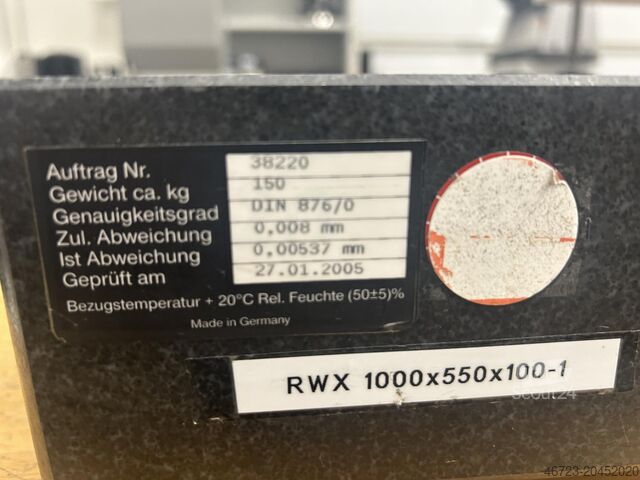 Auftrag Nr. 38220
Gewicht ca. kg 150
Genauigkeitsgrad DIN 876/0
Zul. Abweichung 0,008 mm
Ist Abweichung 0,00537 mm
Geprüft am 27.01.2005
Bezugstemperatur + 20°C Rel. Feuchte (50±5)%
Made in Germany
RWX 1000x550x100-1
scout24
46723-20452020